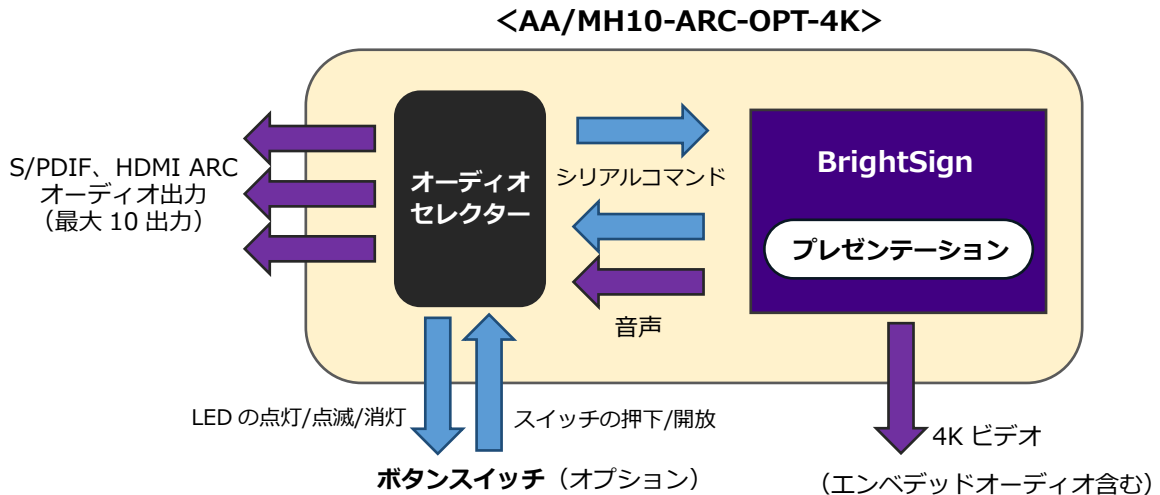 ＜AA/MH10-ARC-OPT-4K＞
S/PDIF、HDMI ARC
オーディオ出力
（最大 10 出力）
オーディオ
セレクター
シリアルコマンド
音声
BrightSign
プレゼンテーション
LED の点灯/点滅/消灯
スイッチの押下/開放
4K ビデオ
ボタンスイッチ（オプション）
（エンベデッドオーディオ含む）